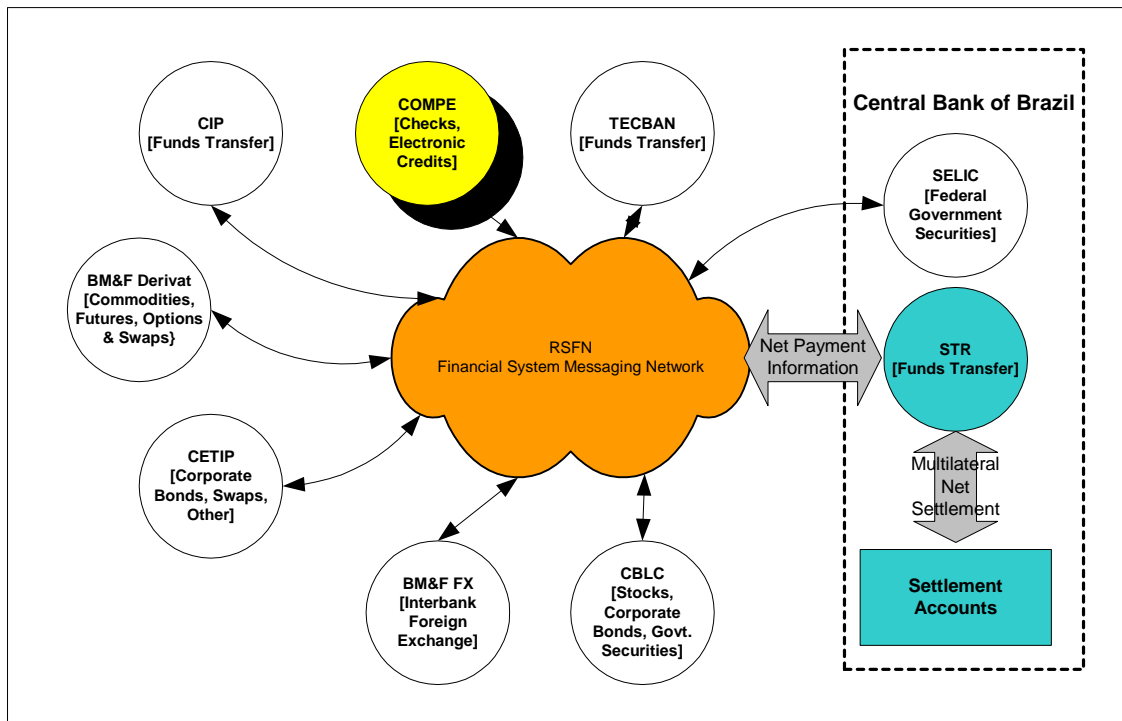 CIP
[Funds Transfer]
COMPE
[Checks,
Electronic
Credits]
TECBAN
[Funds Transfer]
Central Bank of Brazil
SELIC
[Federal
Government
Securities]
BM&F Derivat
[Commodities,
Futures, Options
& Swaps}
RSFN
Financial System Messaging Network
Net Payment
Information
STR
[Funds Transfer]
CETIP
[Corporate
Bonds, Swaps,
Other]
Multilateral
Net
Settlement
BM&F FX
[Interbank
Foreign
Exchange]
CBLC
[Stocks,
Corporate
Bonds, Govt.
Securities]
Settlement
Accounts